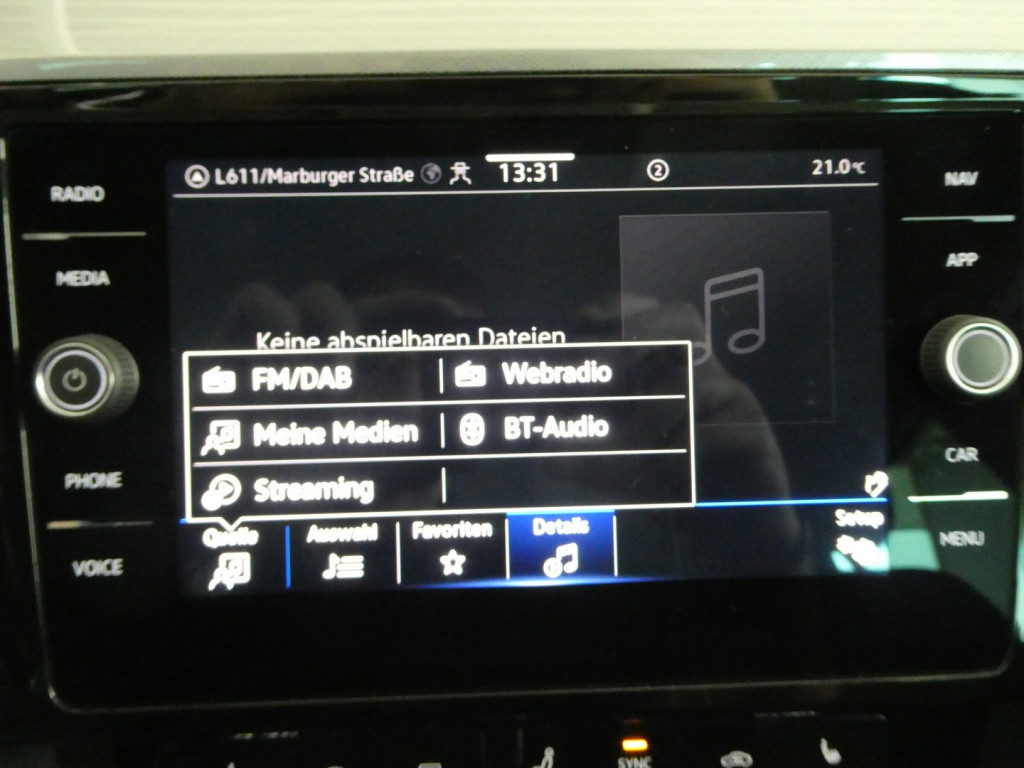 L611/Marburger Straße 13:31 2 21.0°C
RADIO
MEDIA
PHONE
VOICE
NAV
APP
CAR
MENU
Keine abspielbaren Dateien
FM/DAB Webradio
Meine Medien BT-Audio
Streaming
Quelle Auswahl Favoriten Details Setup
SYNC